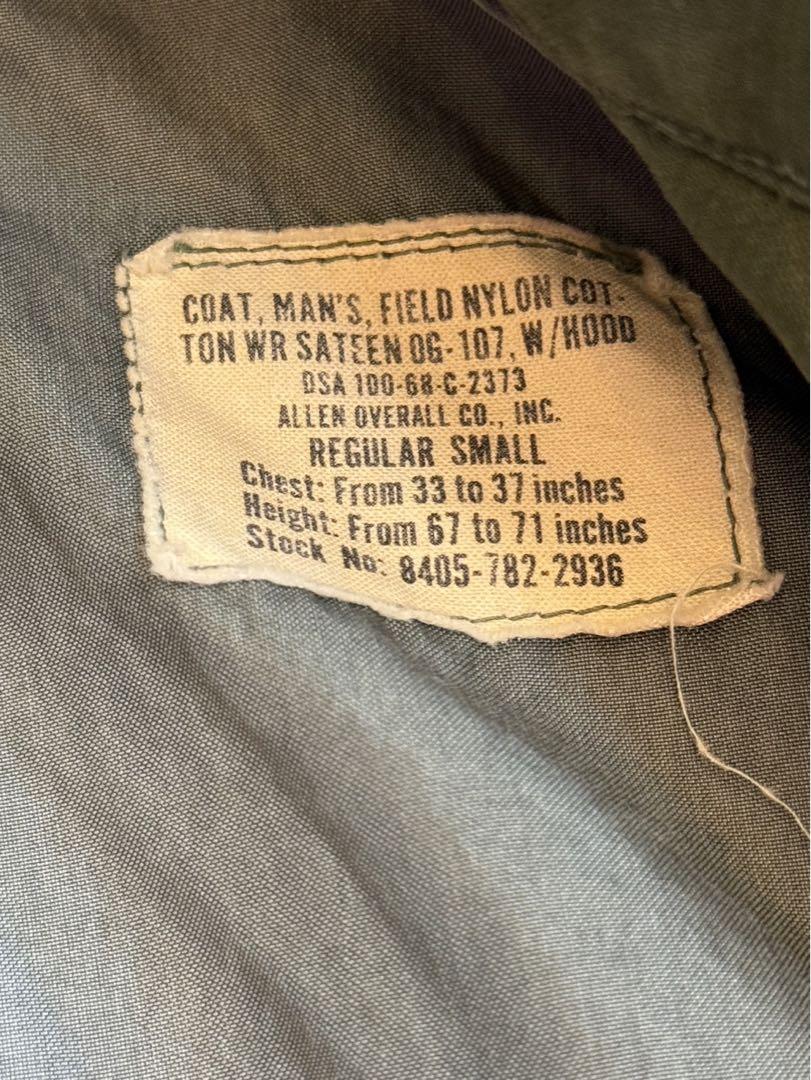 COAT, MAN'S, FIELD NYLON COT-
TON WR SATEEN OG-107, W/HOOD
DSA 100-68-C-2373
ALLEN OVERALL CO., INC.
REGULAR SMALL
Chest: From 33 to 37 inches
Height: From 67 to 71 inches
Stock No: 8405-782-2936